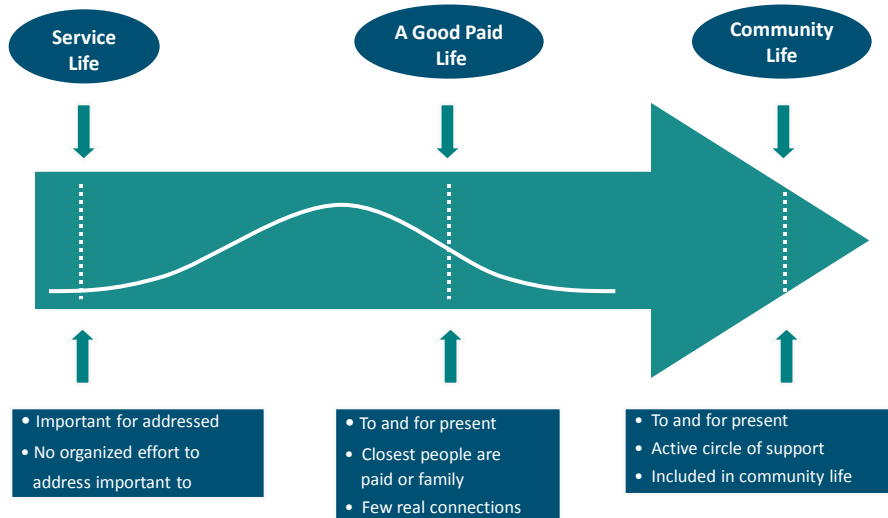 Service
Life
A Good Paid
Life
Community
Life
• Important for addressed
• No organized effort to
address important to
• To and for present
• Closest people are
paid or family
• Few real connections
• To and for present
• Active circle of support
• Included in community life